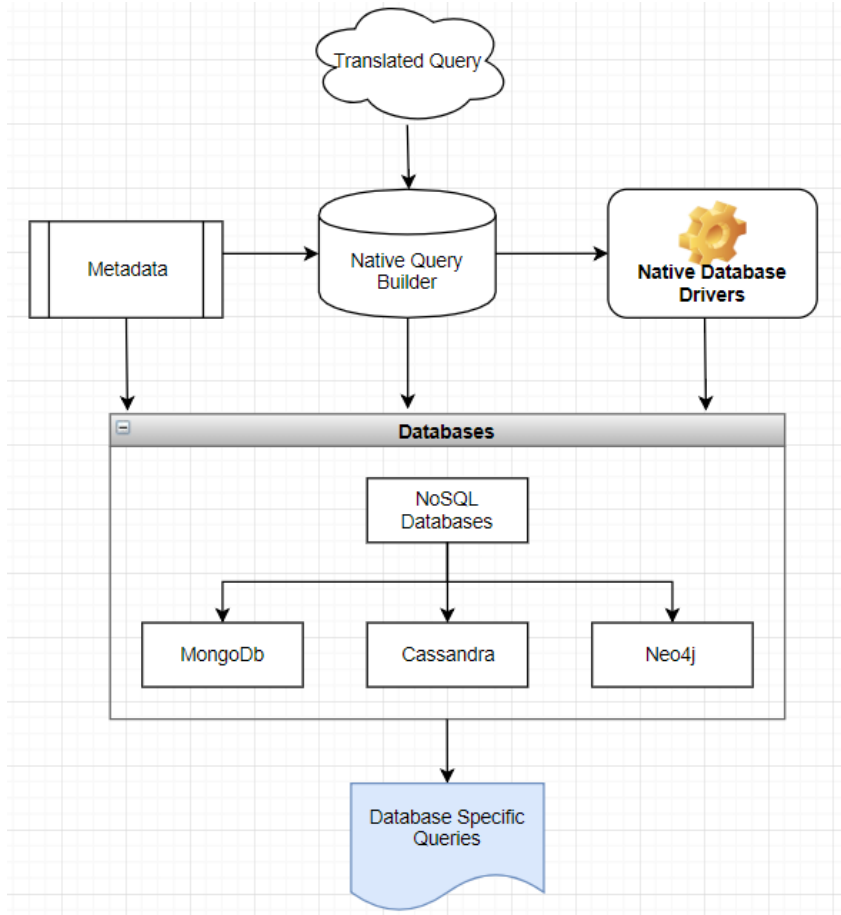 Translated Query
Metadata
Native Query
Builder
Native Database
Drivers
Databases
NoSQL
Databases
MongoDb
Cassandra
Neo4j
Database Specific
Queries